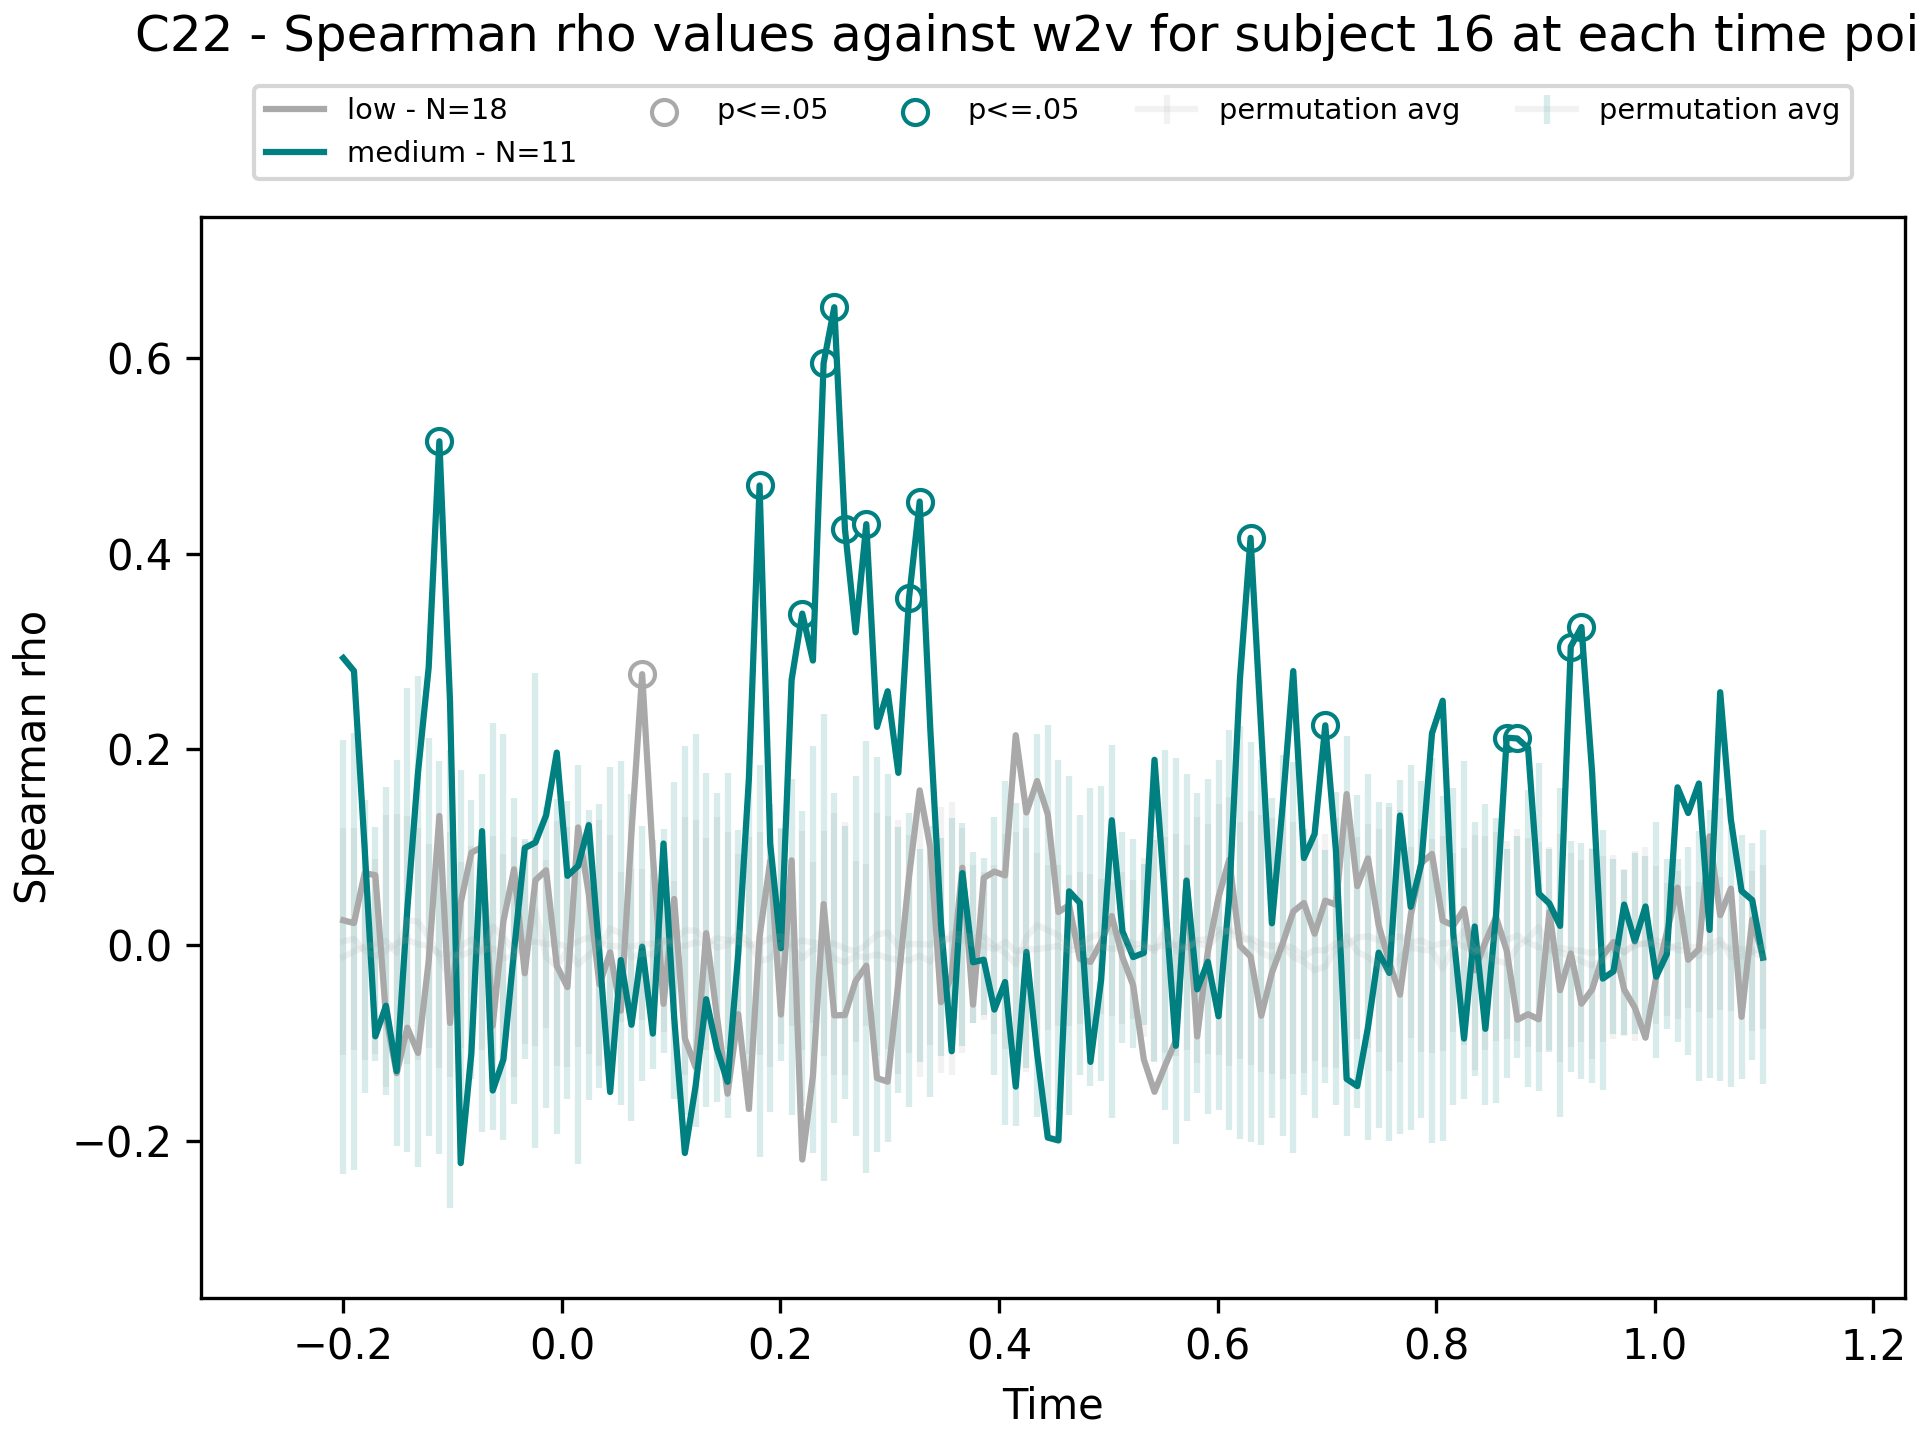 C22 - Spearman rho values against w2v for subject 16 at each time poi
low - N=18
medium - N=11
p<=.05
p<=.05
permutation avg
permutation avg
Spearman rho
0.6
0.4
0.2
0.0
−0.2
−0.2 0.0 0.2 0.4 0.6 0.8 1.0 1.2
Time